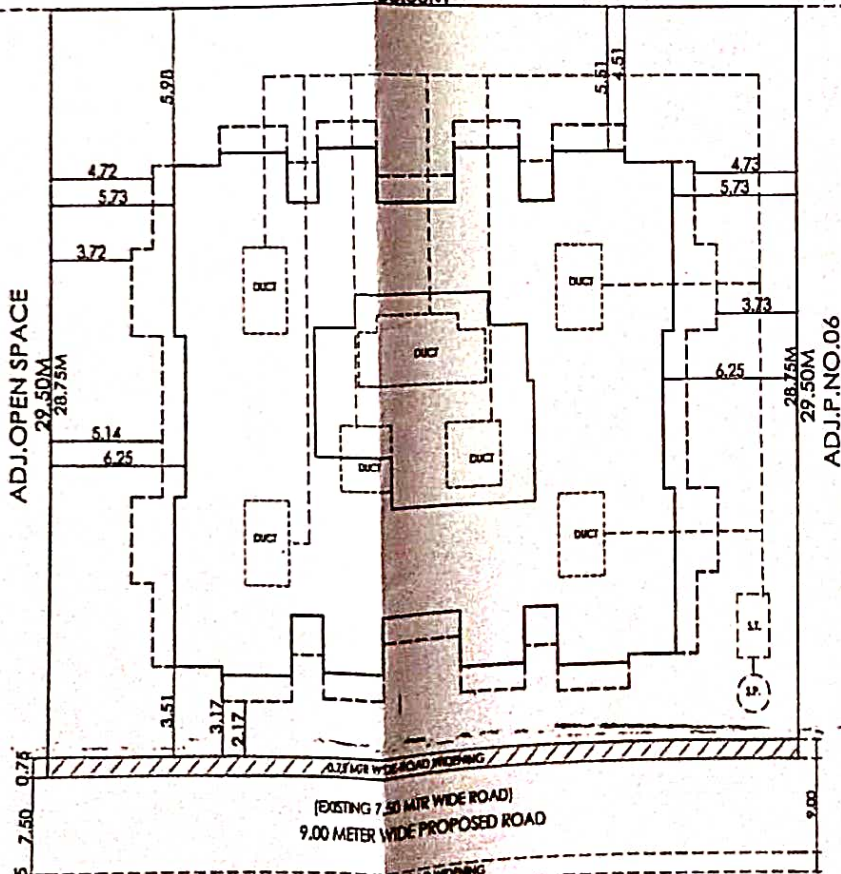 5.98
5.51
4.51
4.72
4.73
5.73
5.73
3.72
DUCT
DUCT
3.73
ADJ.OPEN SPACE
29.50M
28.75M
DUCT
6.25
28.75M
29.50M
ADJ.P.NO.06
5.14
6.25
DUCT
DUCT
DUCT
DUCT
S.T.
S.P.
3.51
3.17
2.17
0.75
0.75 MTR WIDE ROAD WIDENING
7.50
(EXISTING 7.50 MTR WIDE ROAD)
9.00 METER WIDE PROPOSED ROAD
9.00
WIDENING